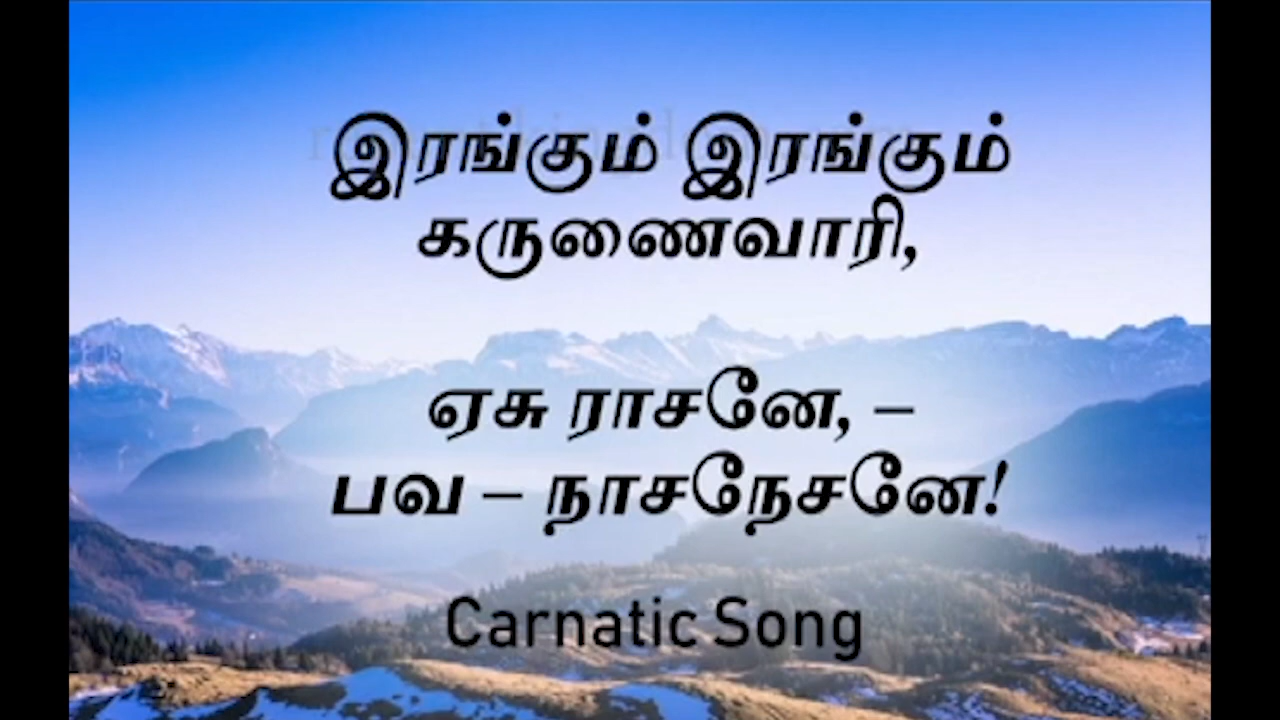 இரங்கும் இரங்கும்
கருணைவாரி,
ஏசு ராசனே, –
பவ – நாசநேசனே!
Carnatic Song